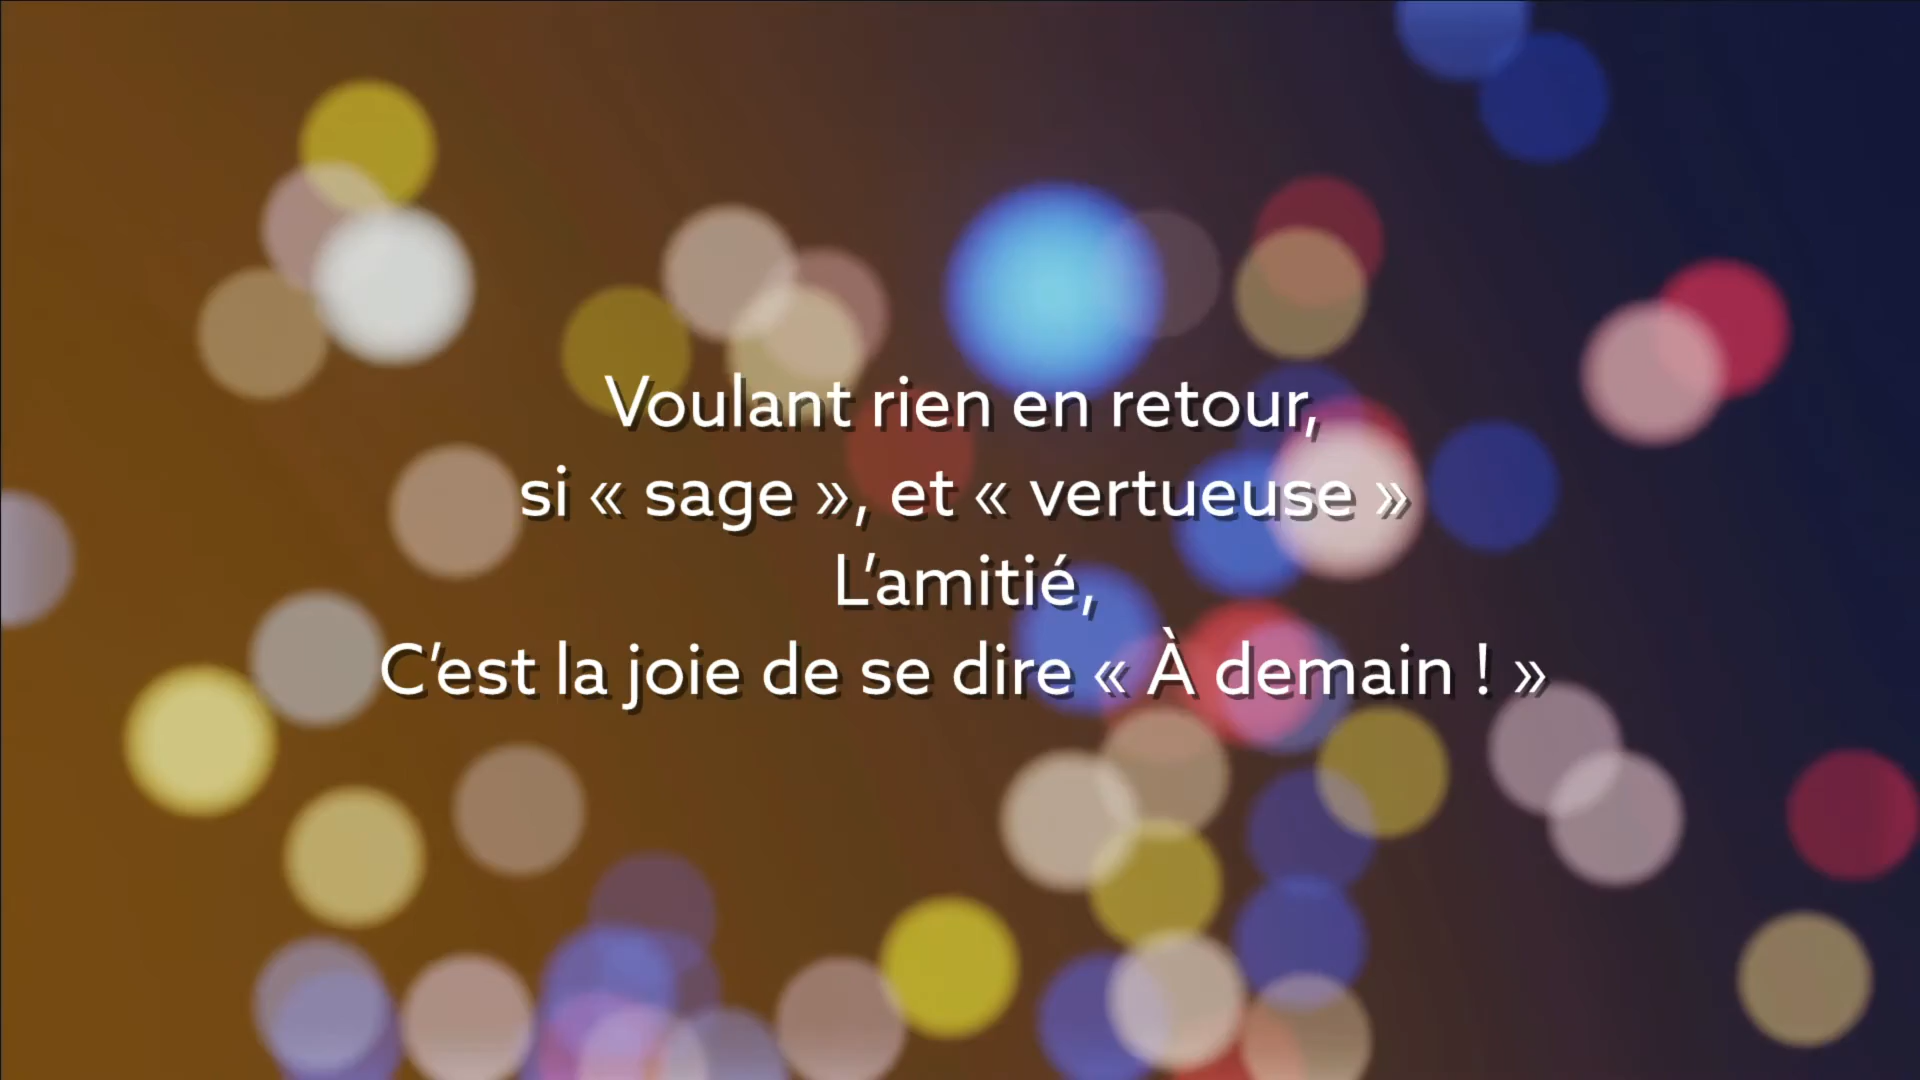 Voulant rien en retour,
si « sage », et « vertueuse »
L’amitié,
C’est la joie de se dire « À demain ! »